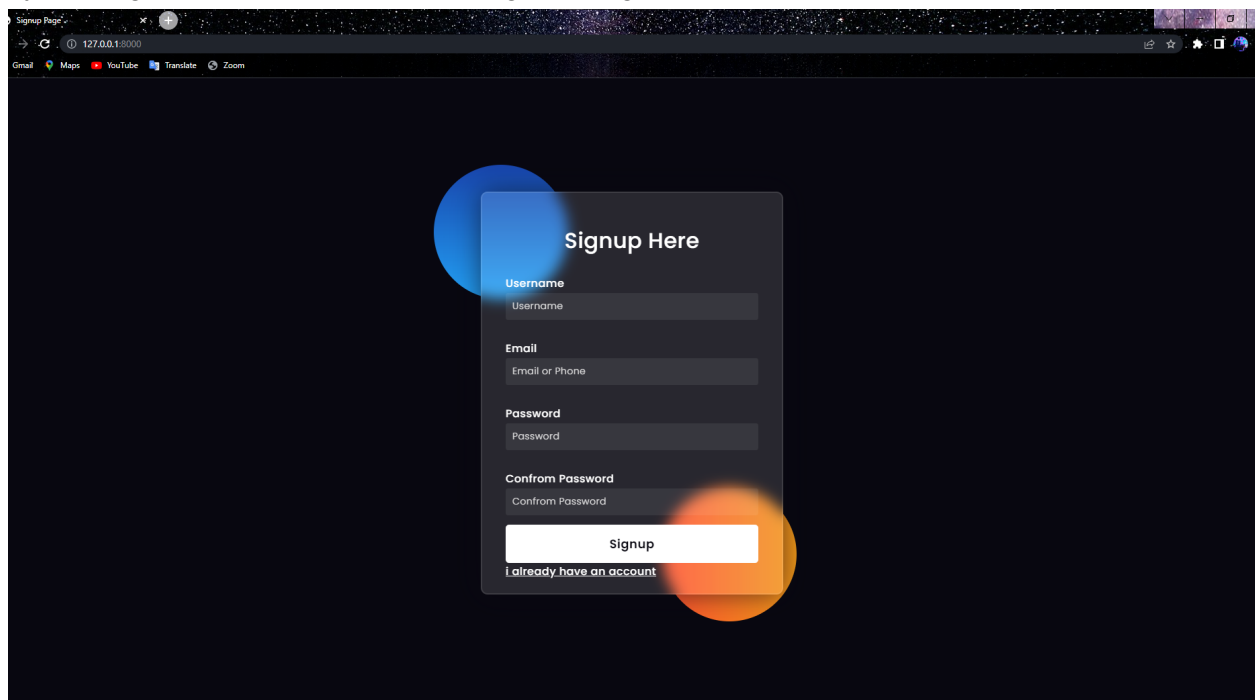 Signup Page
127.0.0.1:8000
Gmail Maps YouTube Translate Zoom
Signup Here
Username
Username
Email
Email or Phone
Password
Password
Confrom Password
Confrom Password
Signup
i already have an account